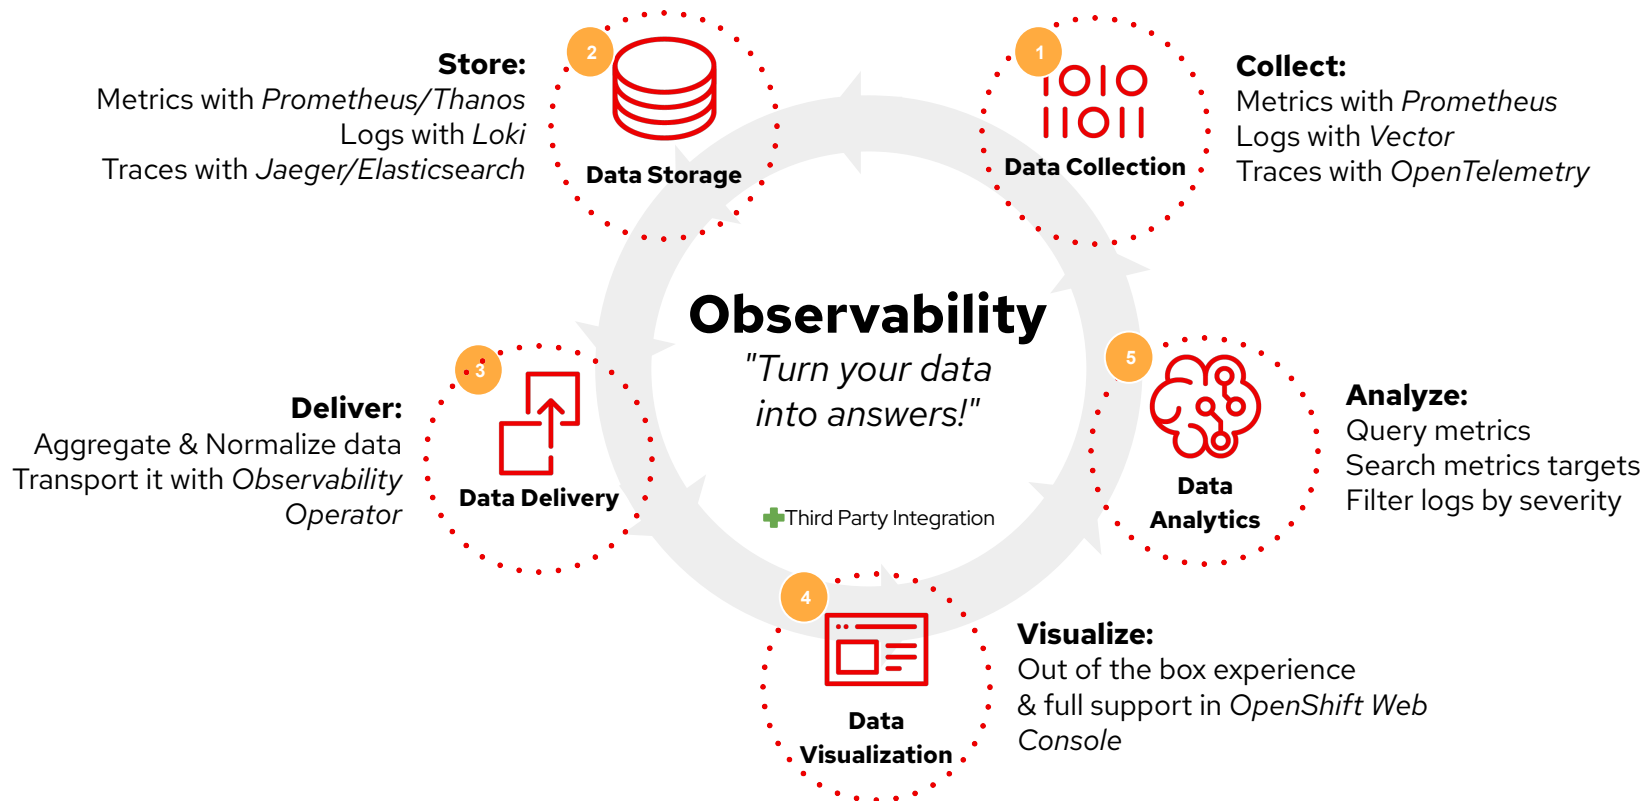 2
Store:
Metrics with Prometheus/Thanos
Logs with Loki
Traces with Jaeger/Elasticsearch
Data Storage
1
1010
11011
Data Collection
Collect:
Metrics with Prometheus
Logs with Vector
Traces with OpenTelemetry
Observability
"Turn your data
into answers!"
Third Party Integration
3
Deliver:
Aggregate & Normalize data
Transport it with Observability
Operator
Data Delivery
5
Data
Analytics
Analyze:
Query metrics
Search metrics targets
Filter logs by severity
4
Data
Visualization
Visualize:
Out of the box experience
& full support in OpenShift Web
Console